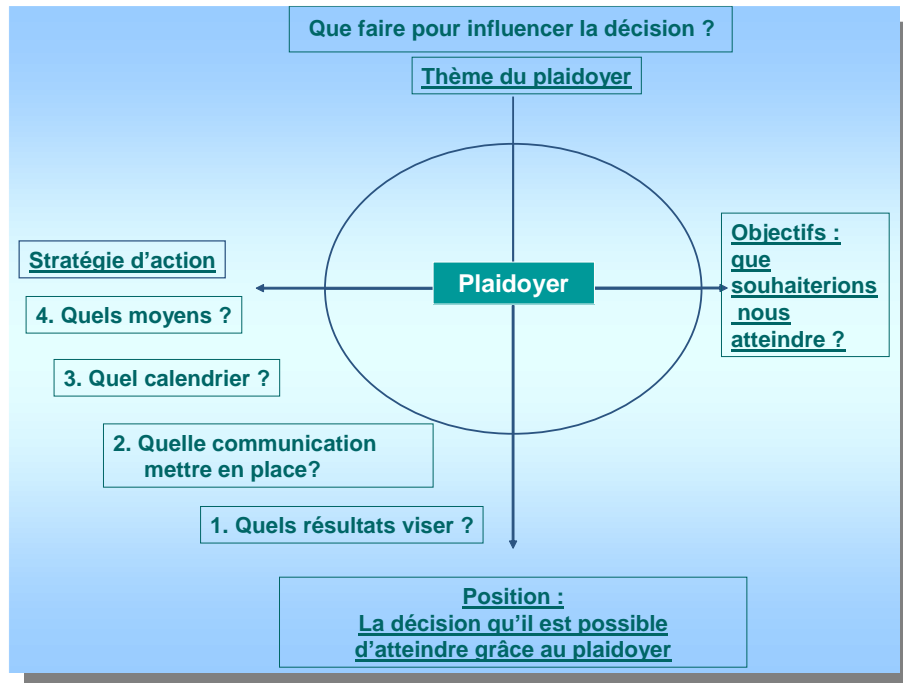 Que faire pour influencer la décision ?
Thème du plaidoyer
Objectifs :
que
souhaiterions
nous
atteindre ?
Stratégie d'action
Plaidoyer
4. Quels moyens ?
3. Quel calendrier ?
2. Quelle communication
mettre en place?
1. Quels résultats viser ?
Position :
La décision qu'il est possible
d'atteindre grâce au plaidoyer